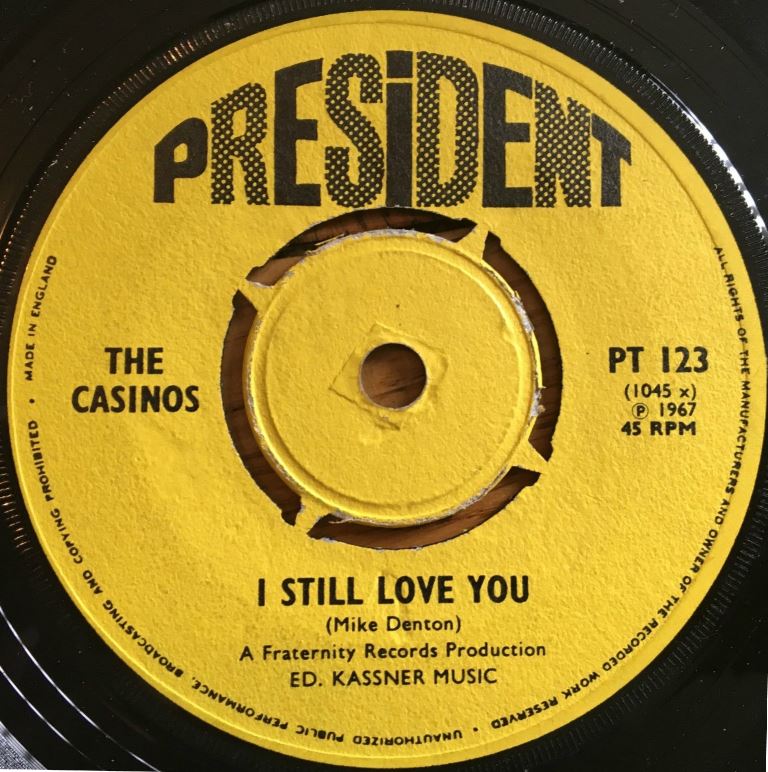 PRESiDENT
THE
CASINOS
PT 123
(1045 x)
℗ 1967
45 RPM
I STILL LOVE YOU
(Mike Denton)
A Fraternity Records Production
ED. KASSNER MUSIC
ALL RIGHTS OF THE MANUFACTURERS AND OWNER OF THE RECORDED WORK RESERVED • UNAUTHORIZED PUBLIC PERFORMANCE, BROADCASTING AND COPYING PROHIBITED • MADE IN ENGLAND